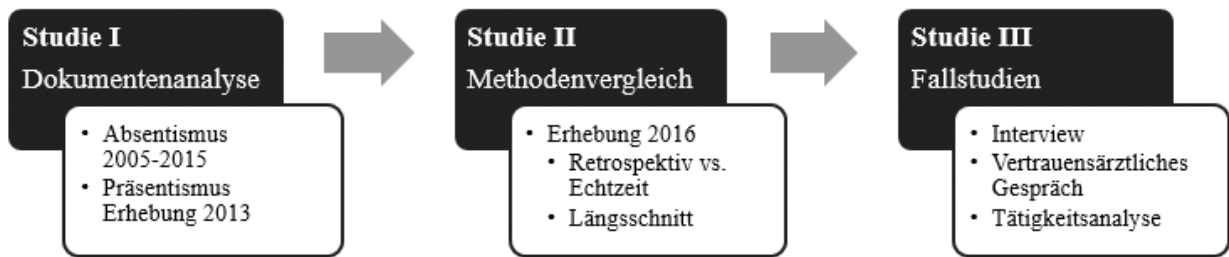 Studie I
Dokumentenanalyse
• Absentismus
2005-2015
• Präsentismus
Erhebung 2013
Studie II
Methodenvergleich
• Erhebung 2016
• Retrospektiv vs.
Echtzeit
• Längsschnitt
Studie III
Fallstudien
• Interview
• Vertrauensärztliches
Gespräch
• Tätigkeitsanalyse